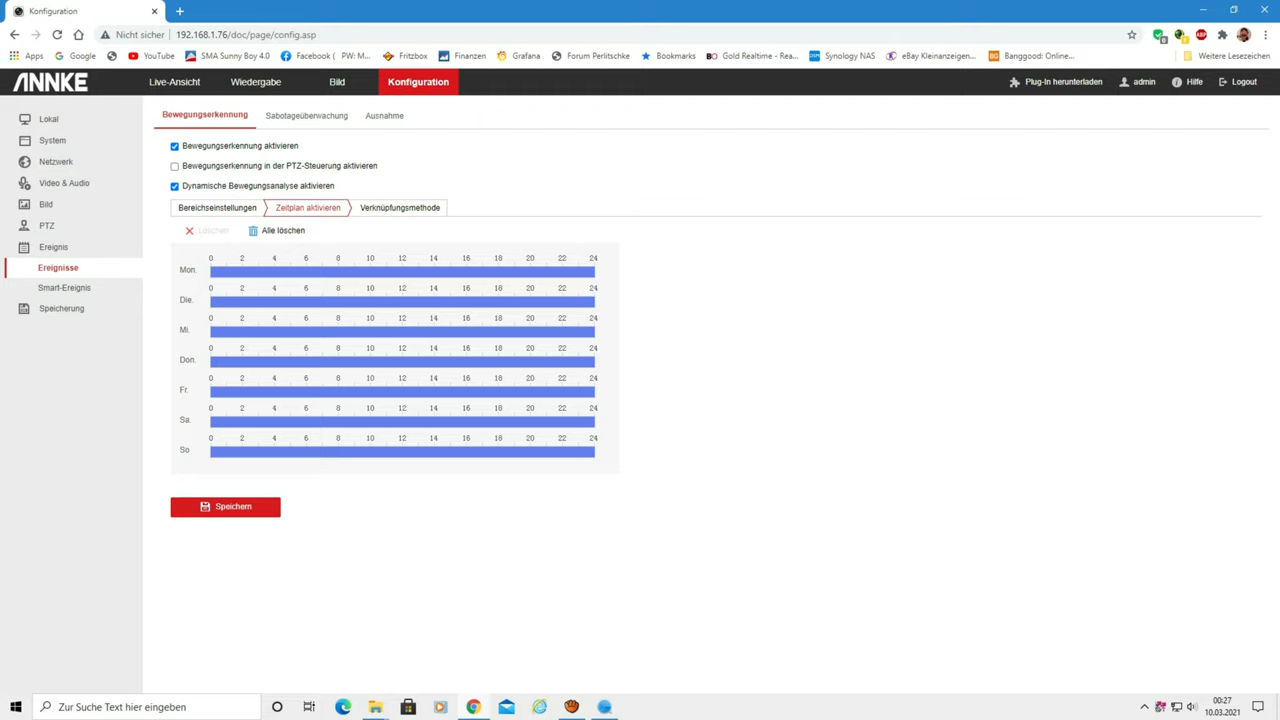 Konfiguration
Nicht sicher 192.168.1.76/doc/page/config.asp
Apps Google YouTube SMA Sunny Boy 4.0 Facebook ( PW: M... Fritzbox Finanzen Grafana Forum Perlitschke Bookmarks Gold Realtime - Rea... Synology NAS eBay Kleinanzeigen... Banggood: Online... Weitere Lesezeichen
ANNKE Live-Ansicht Wiedergabe Bild Konfiguration Plug-In herunterladen admin Hilfe Logout
Lokal
System
Netzwerk
Video & Audio
Bild
PTZ
Ereignis
Ereignisse
Smart-Ereignis
Speicherung
Bewegungserkennung Sabotageüberwachung Ausnahme
Bewegungserkennung aktivieren
Bewegungserkennung in der PTZ-Steuerung aktivieren
Dynamische Bewegungsanalyse aktivieren
Bereichseinstellungen Zeitplan aktivieren Verknüpfungsmethode
Löschen Alle löschen
0 2 4 6 8 10 12 14 16 18 20 22 24
Mon.
0 2 4 6 8 10 12 14 16 18 20 22 24
Die.
0 2 4 6 8 10 12 14 16 18 20 22 24
Mi.
0 2 4 6 8 10 12 14 16 18 20 22 24
Don.
0 2 4 6 8 10 12 14 16 18 20 22 24
Fr.
0 2 4 6 8 10 12 14 16 18 20 22 24
Sa.
0 2 4 6 8 10 12 14 16 18 20 22 24
So
Speichern
Zur Suche Text hier eingeben
00:27
10.03.2021